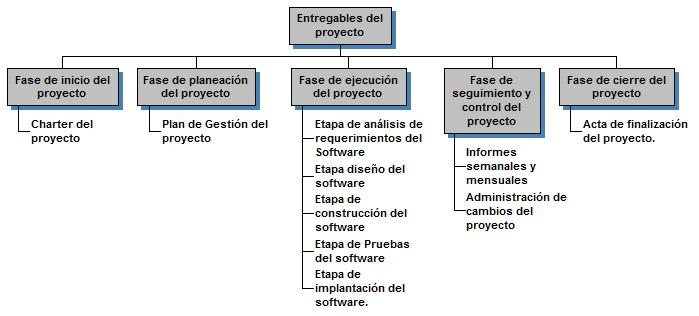 Entregables del
proyecto
Fase de inicio del
proyecto
Charter del
proyecto
Fase de planeación
del proyecto
Plan de Gestión del
proyecto
Fase de ejecución
del proyecto
Etapa de análisis de
requerimientos del
Software
Etapa diseño del
software
Etapa de
construcción del
software
Etapa de Pruebas
del software
Etapa de
implantación del
software.
Fase de
seguimiento y
control del
proyecto
Informes
semanales y
mensuales
Administración de
cambios del
proyecto
Fase de cierre del
proyecto
Acta de finalización
del proyecto.